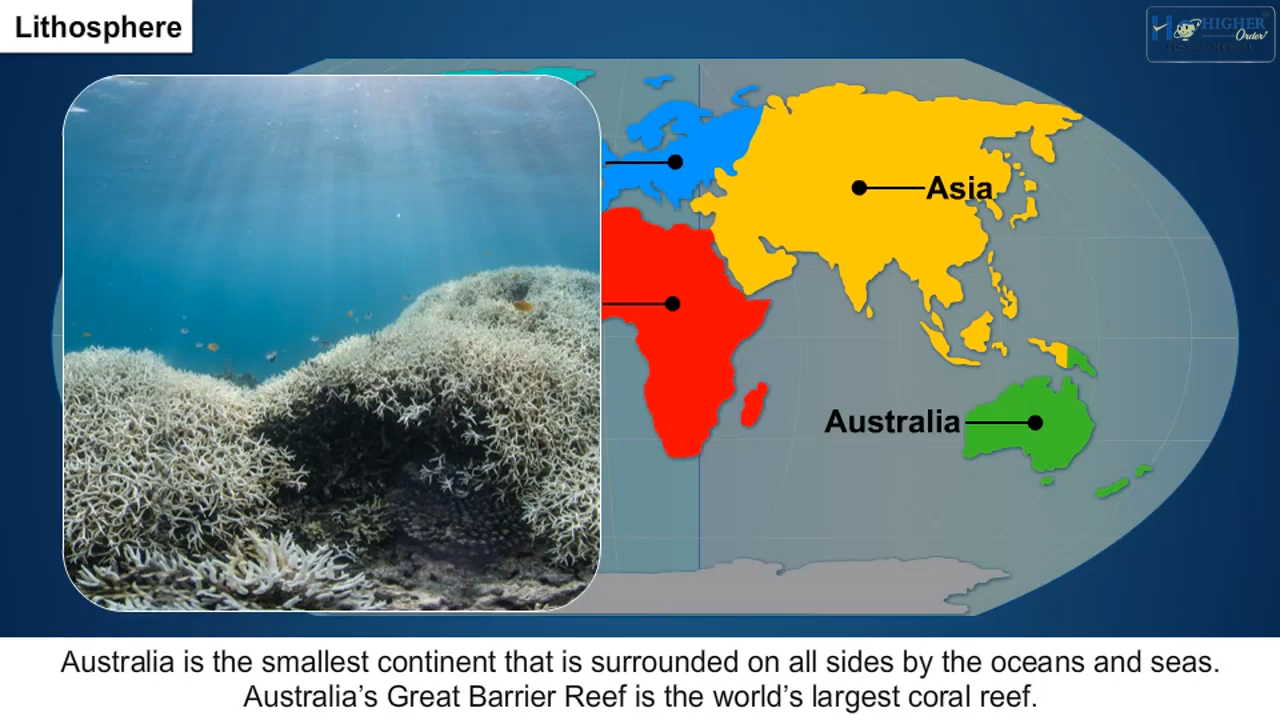 Lithosphere
HIGHER
Order
Asia
Australia
Australia is the smallest continent that is surrounded on all sides by the oceans and seas.
Australia’s Great Barrier Reef is the world’s largest coral reef.